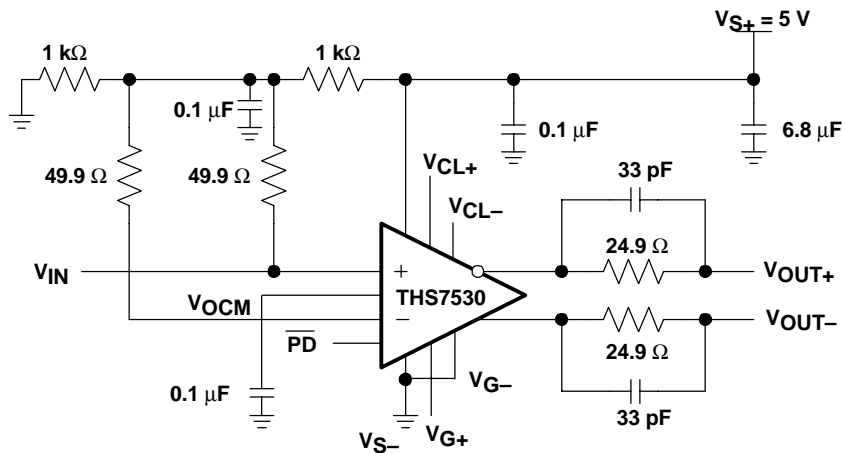 VS+ = 5 V
1 kΩ
1 kΩ
0.1 μF
0.1 μF
6.8 μF
49.9 Ω
49.9 Ω
VCL+
VCL–
33 pF
24.9 Ω
VIN
+
THS7530
VOUT+
VOCM
–
VOUT–
PD
24.9 Ω
0.1 μF
VG–
33 pF
VS–
VG+